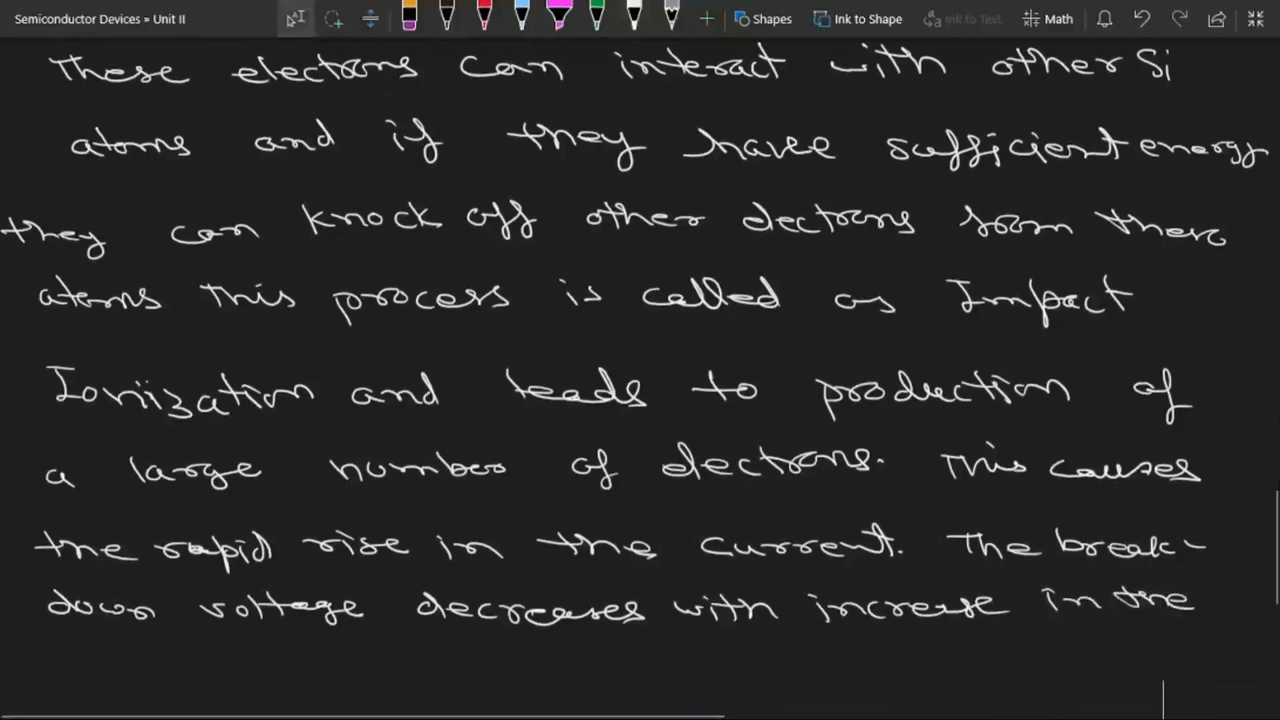 Semiconductor Devices » Unit II
Shapes
Ink to Shape
Ink to Text
Math
These electrons can interact with other Si
atoms and if they have sufficient energy
they can knock off other electrons from there
atoms This process is called as Impact
Ionization and leads to production of
a large number of electrons. This causes
the rapid rise in the current. The break-
down voltage decreases with increase in the